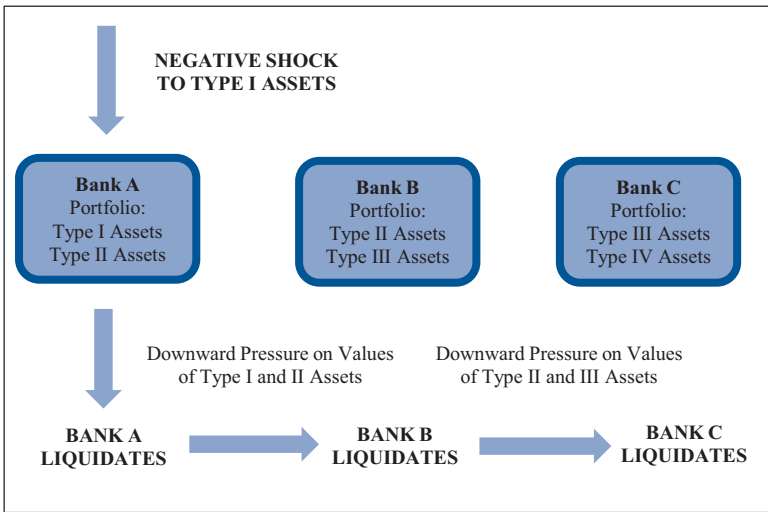 NEGATIVE SHOCK
TO TYPE I ASSETS
Bank A
Portfolio:
Type I Assets
Type II Assets
Bank B
Portfolio:
Type II Assets
Type III Assets
Bank C
Portfolio:
Type III Assets
Type IV Assets
Downward Pressure on Values
of Type I and II Assets
Downward Pressure on Values
of Type II and III Assets
BANK A
LIQUIDATES
BANK B
LIQUIDATES
BANK C
LIQUIDATES